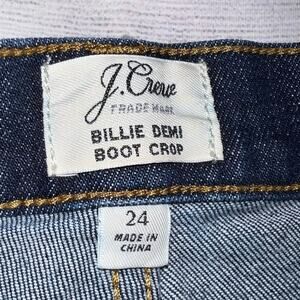 J.Crew
TRADE MARK
BILLIE DEMI
BOOT CROP
24
MADE IN
CHINA